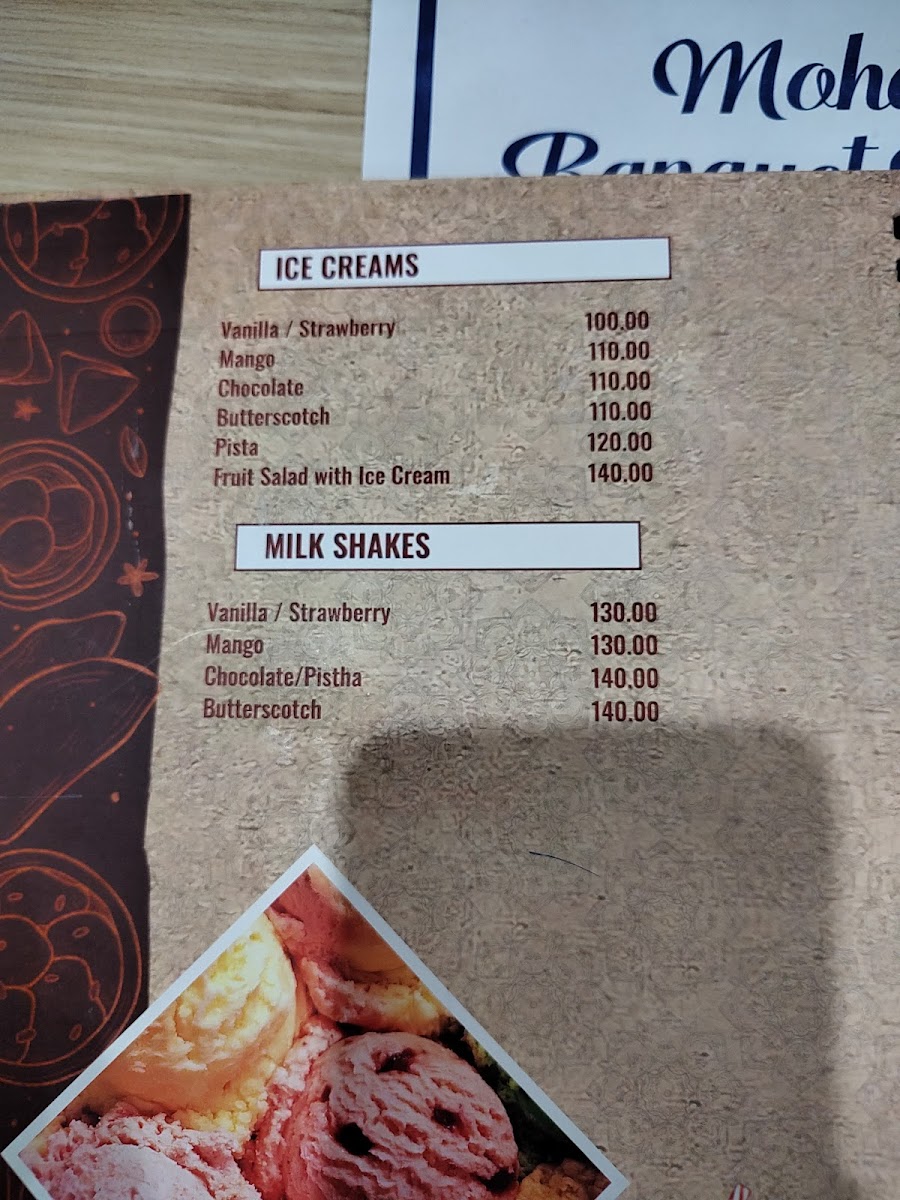 Moh
Banquet
ICE CREAMS
Vanilla / Strawberry 100.00
Mango 110.00
Chocolate 110.00
Butterscotch 110.00
Pista 120.00
Fruit Salad with Ice Cream 140.00
MILK SHAKES
Vanilla / Strawberry 130.00
Mango 130.00
Chocolate/Pistha 140.00
Butterscotch 140.00